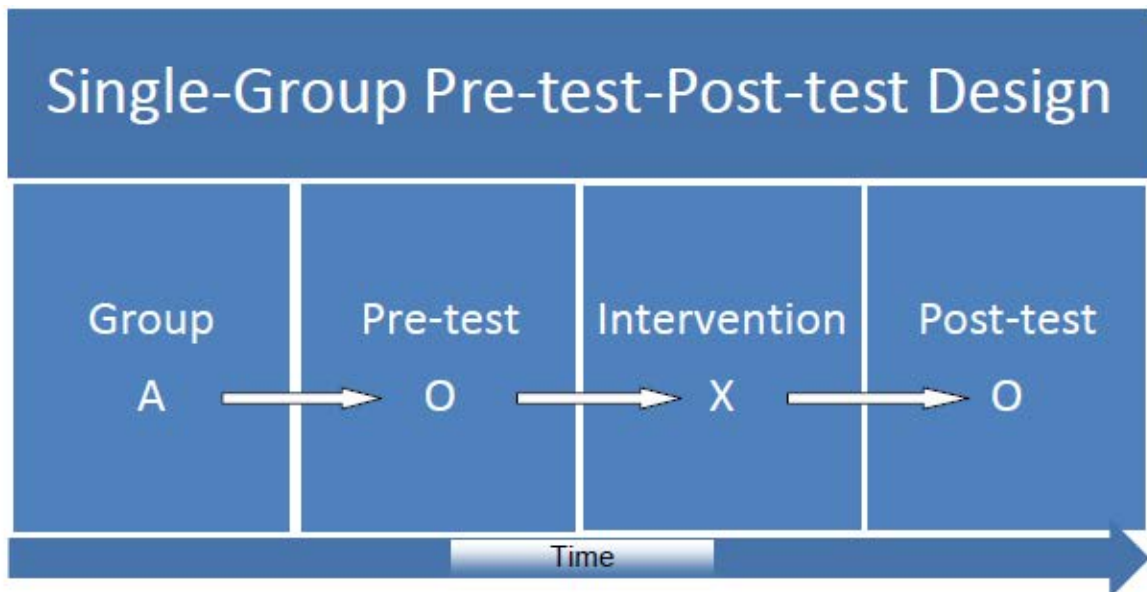 Single-Group Pre-test-Post-test Design
Group Pre-test Intervention Post-test
A O X O
Time